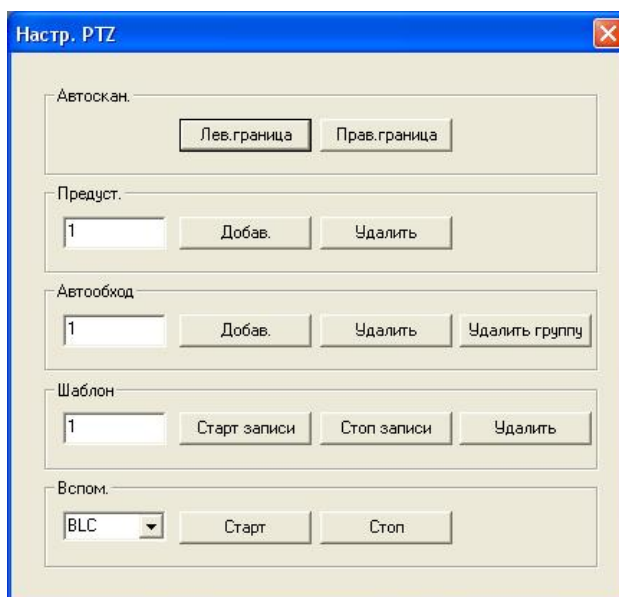 Настр. PTZ
Автоскан.
Лев.граница Прав.граница
Предуст.
1 Добав. Удалить
Автообход
1 Добав. Удалить Удалить группу
Шаблон
1 Старт записи Стоп записи Удалить
Вспом.
BLC Старт Стоп